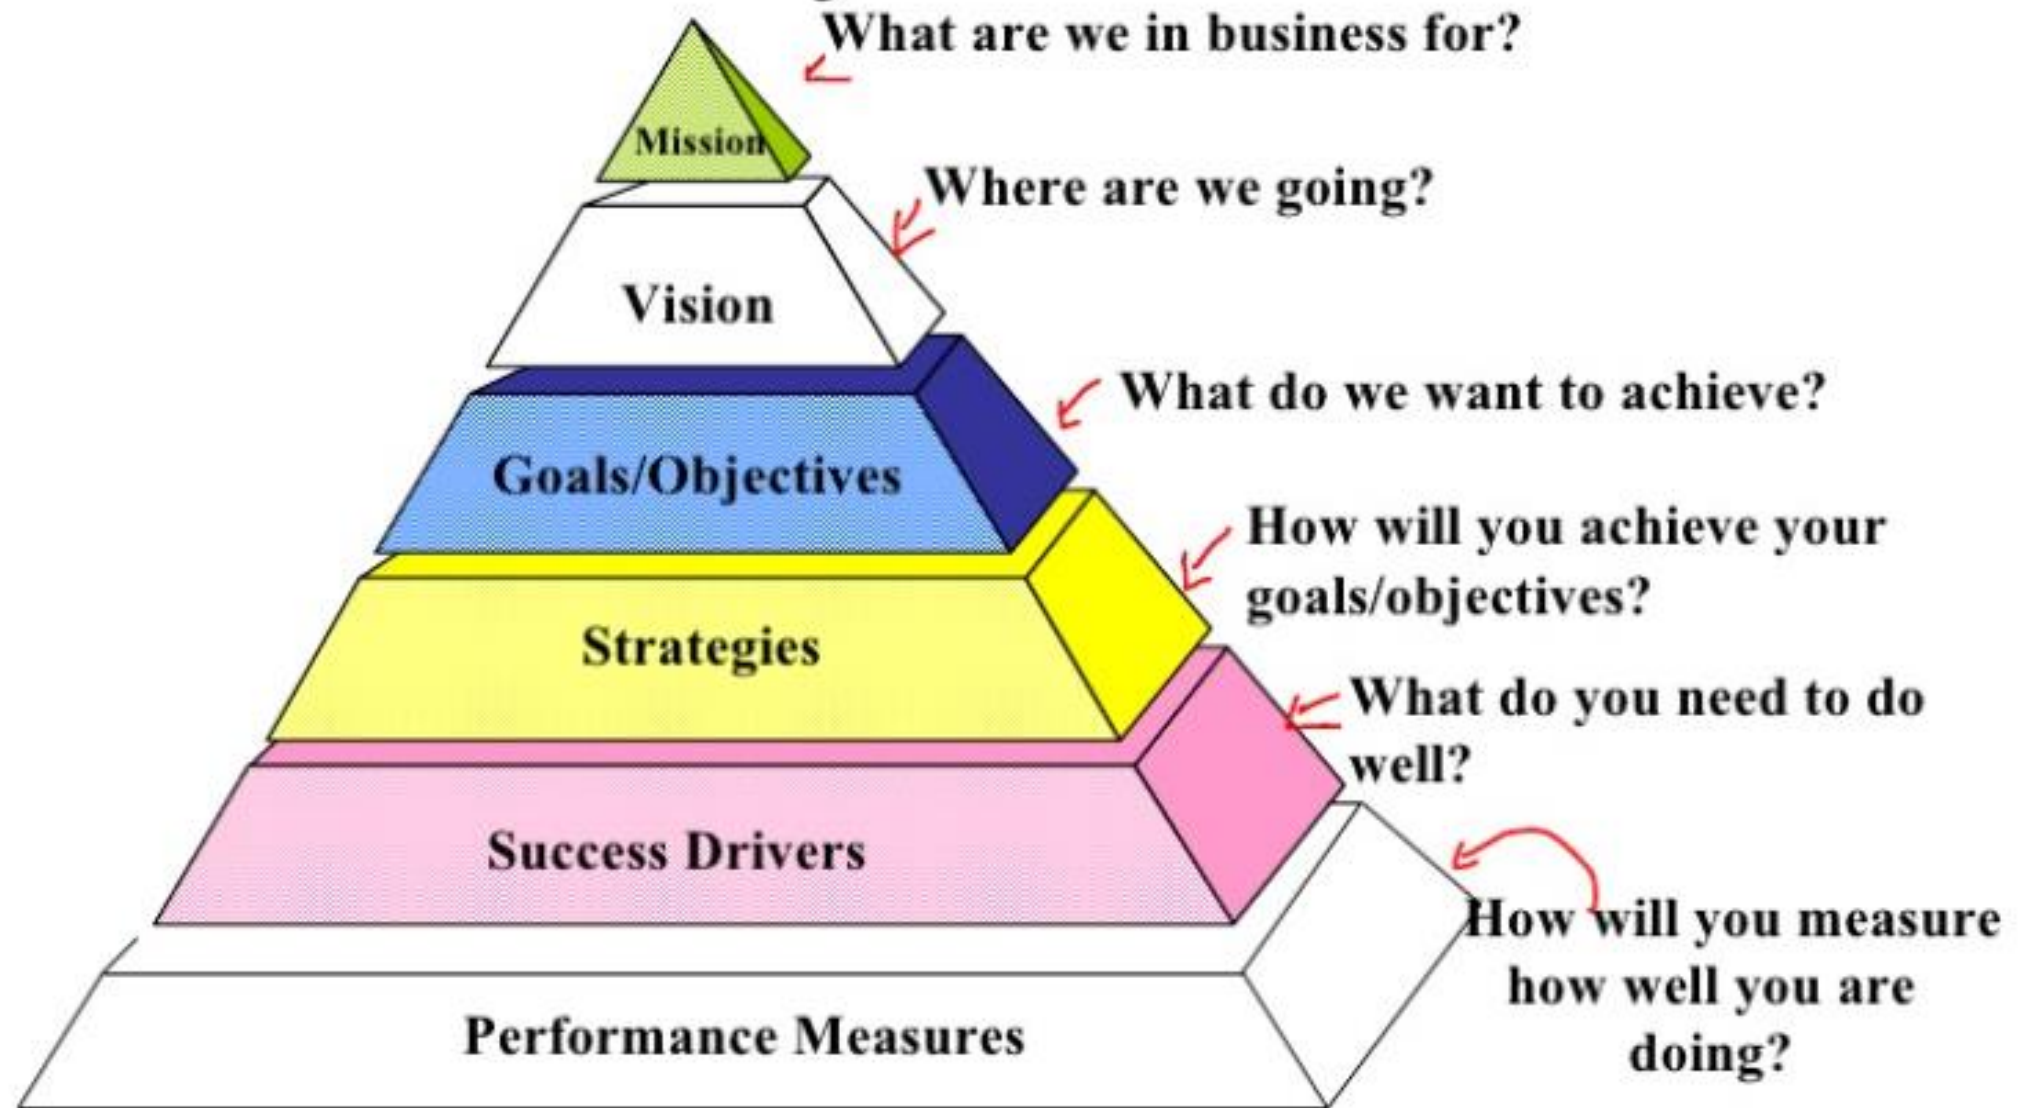 What are we in business for?
Mission
Where are we going?
Vision
What do we want to achieve?
Goals/Objectives
How will you achieve your
goals/objectives?
Strategies
What do you need to do
well?
Success Drivers
How will you measure
how well you are
doing?
Performance Measures